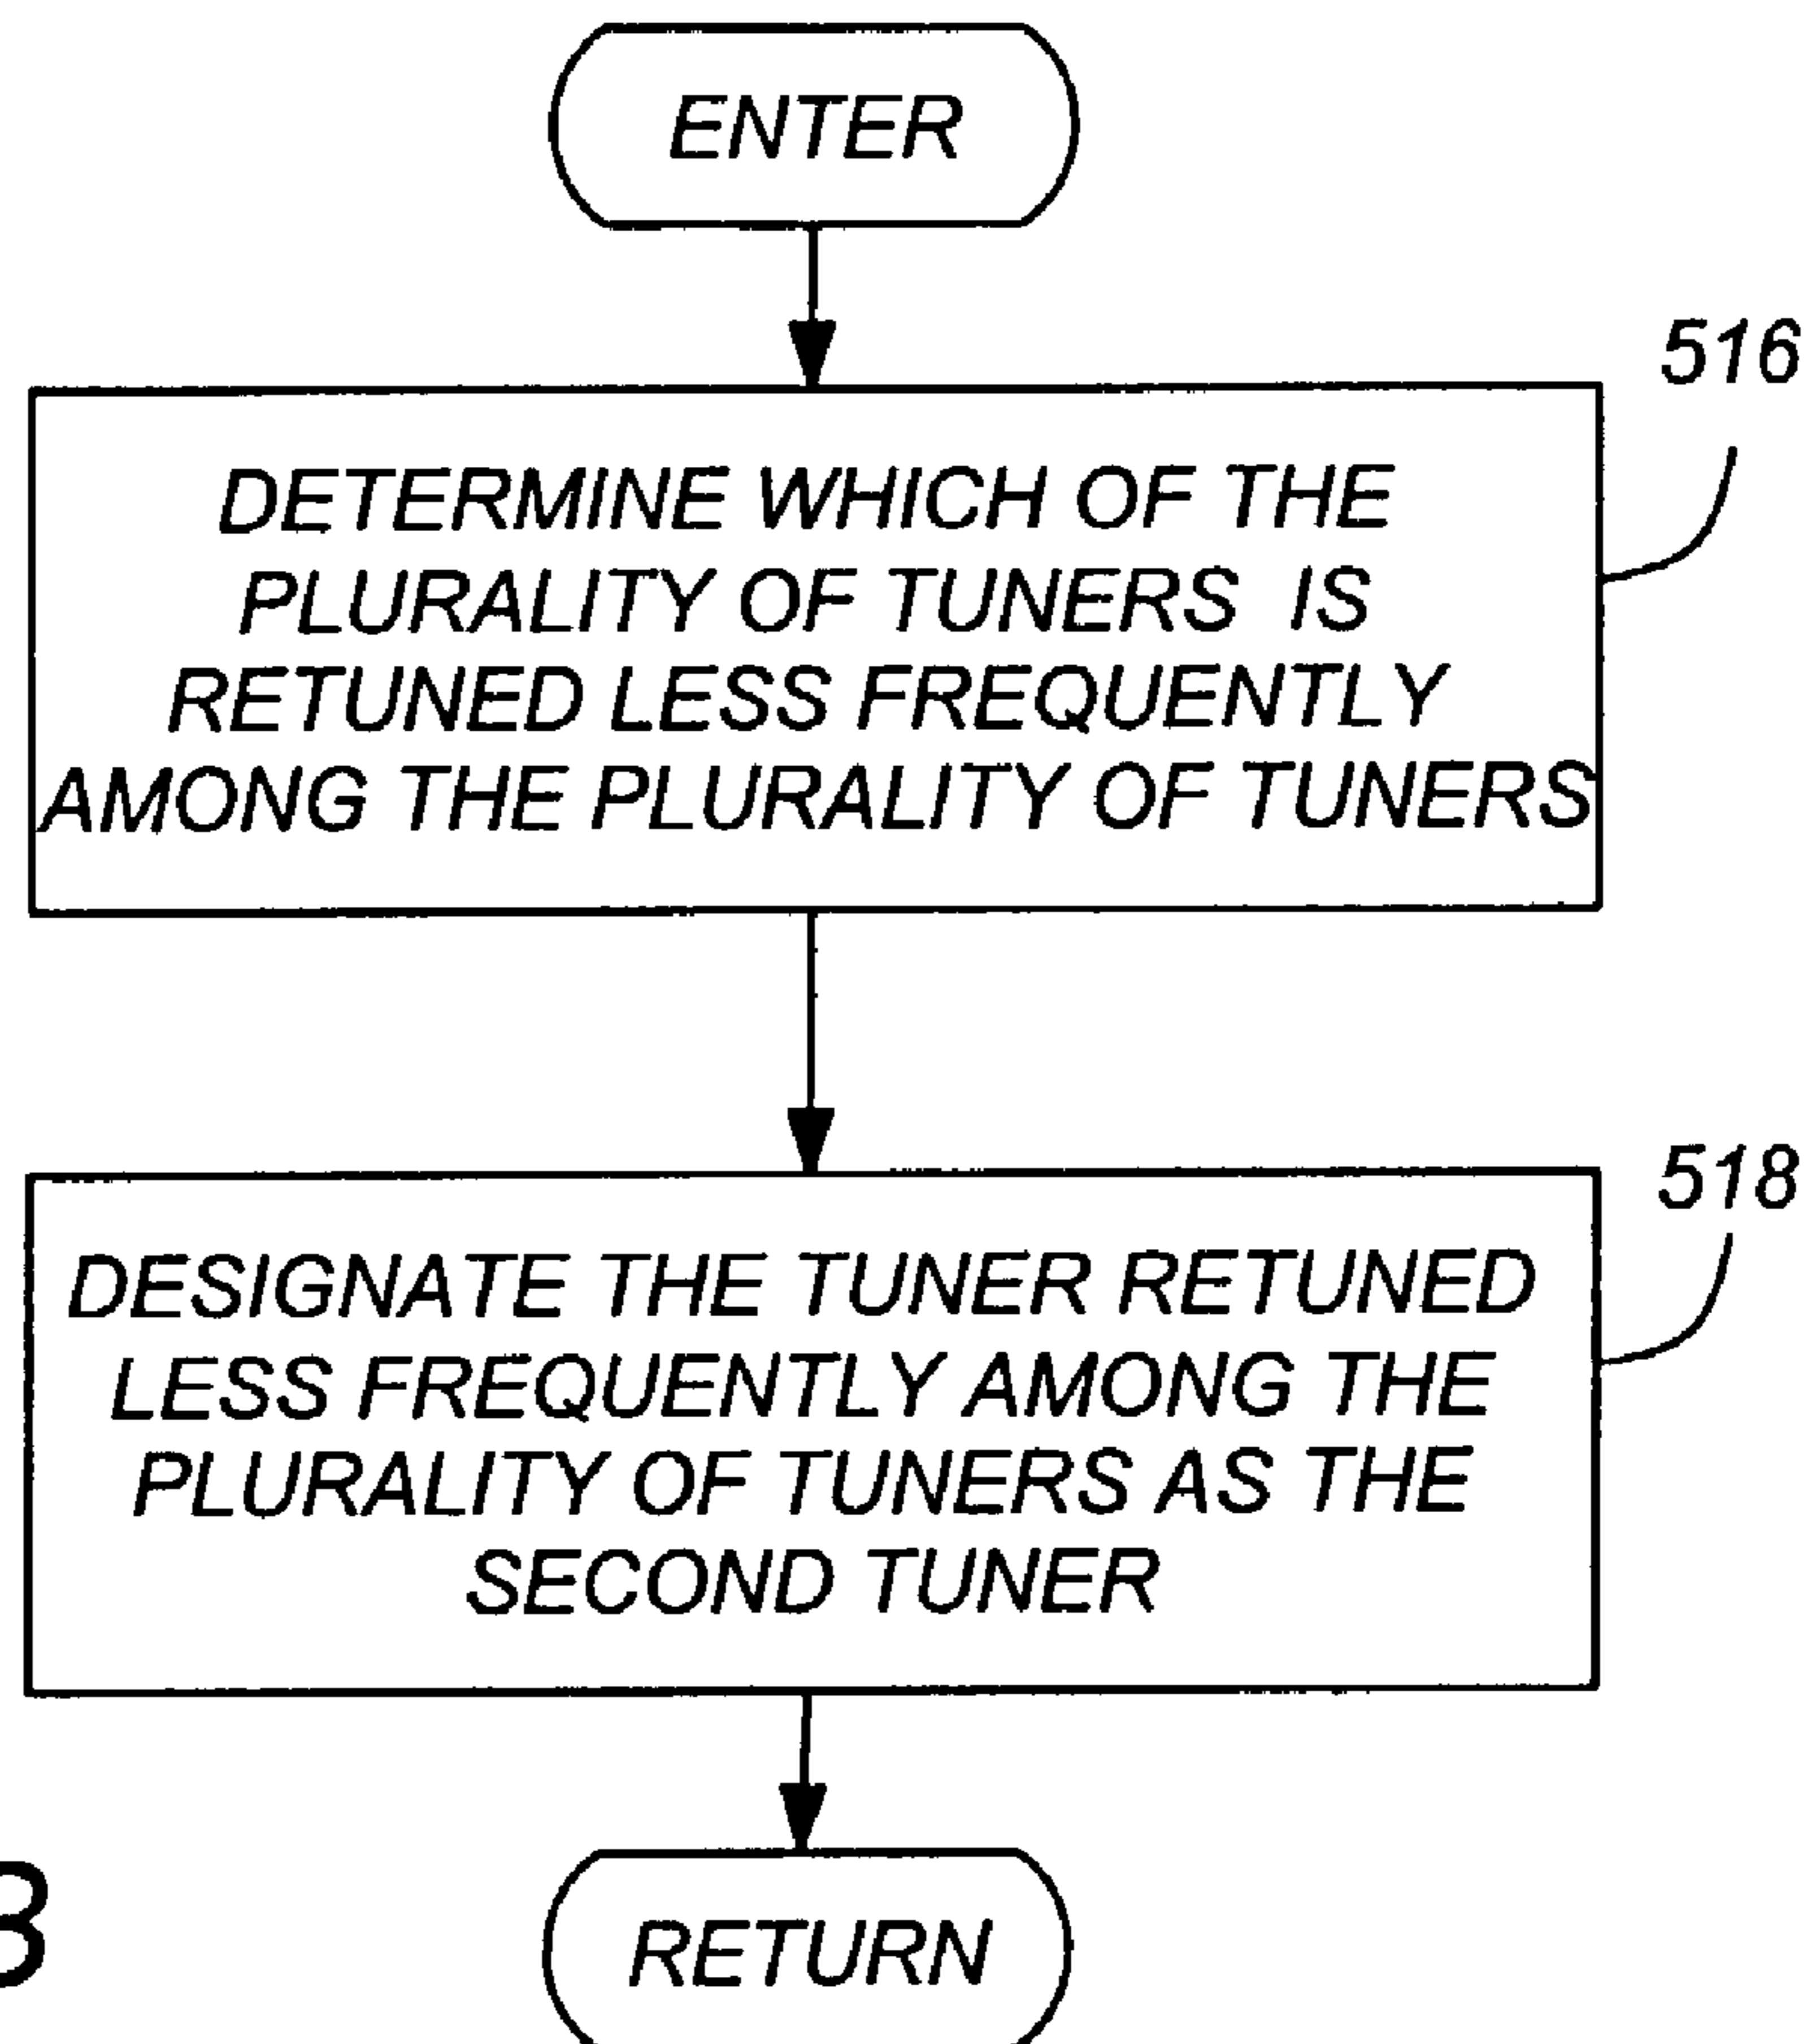 ENTER
516
DETERMINE WHICH OF THE
PLURALITY OF TUNERS IS
RETUNED LESS FREQUENTLY
AMONG THE PLURALITY OF TUNERS
518
DESIGNATE THE TUNER RETUNED
LESS FREQUENTLY AMONG THE
PLURALITY OF TUNERS AS THE
SECOND TUNER
RETURN